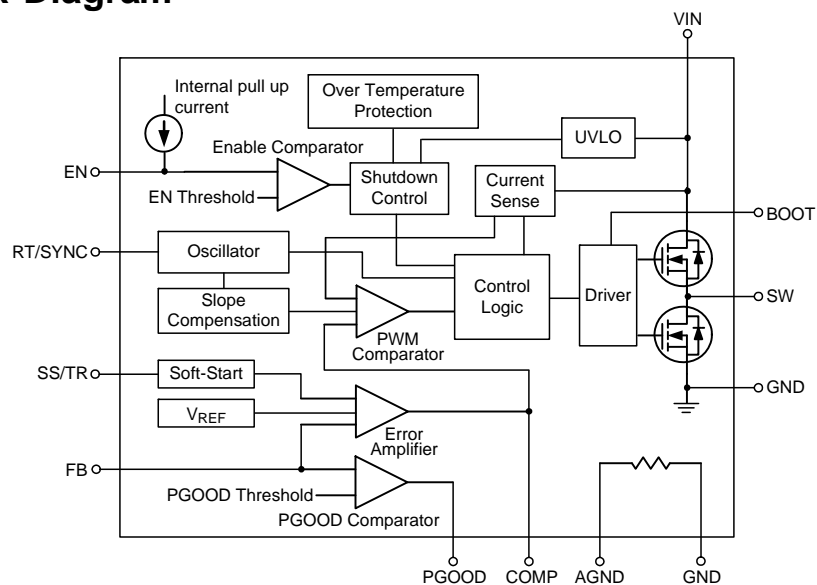 VIN
Internal pull up
current
Over Temperature
Protection
UVLO
Enable Comparator
EN
EN Threshold
Shutdown
Control
Current
Sense
BOOT
RT/SYNC
Oscillator
Slope
Compensation
PWM
Comparator
Control
Logic
Driver
SW
SS/TR
Soft-Start
VREF
Error
Amplifier
GND
FB
PGOOD Threshold
PGOOD Comparator
PGOOD
COMP
AGND
GND